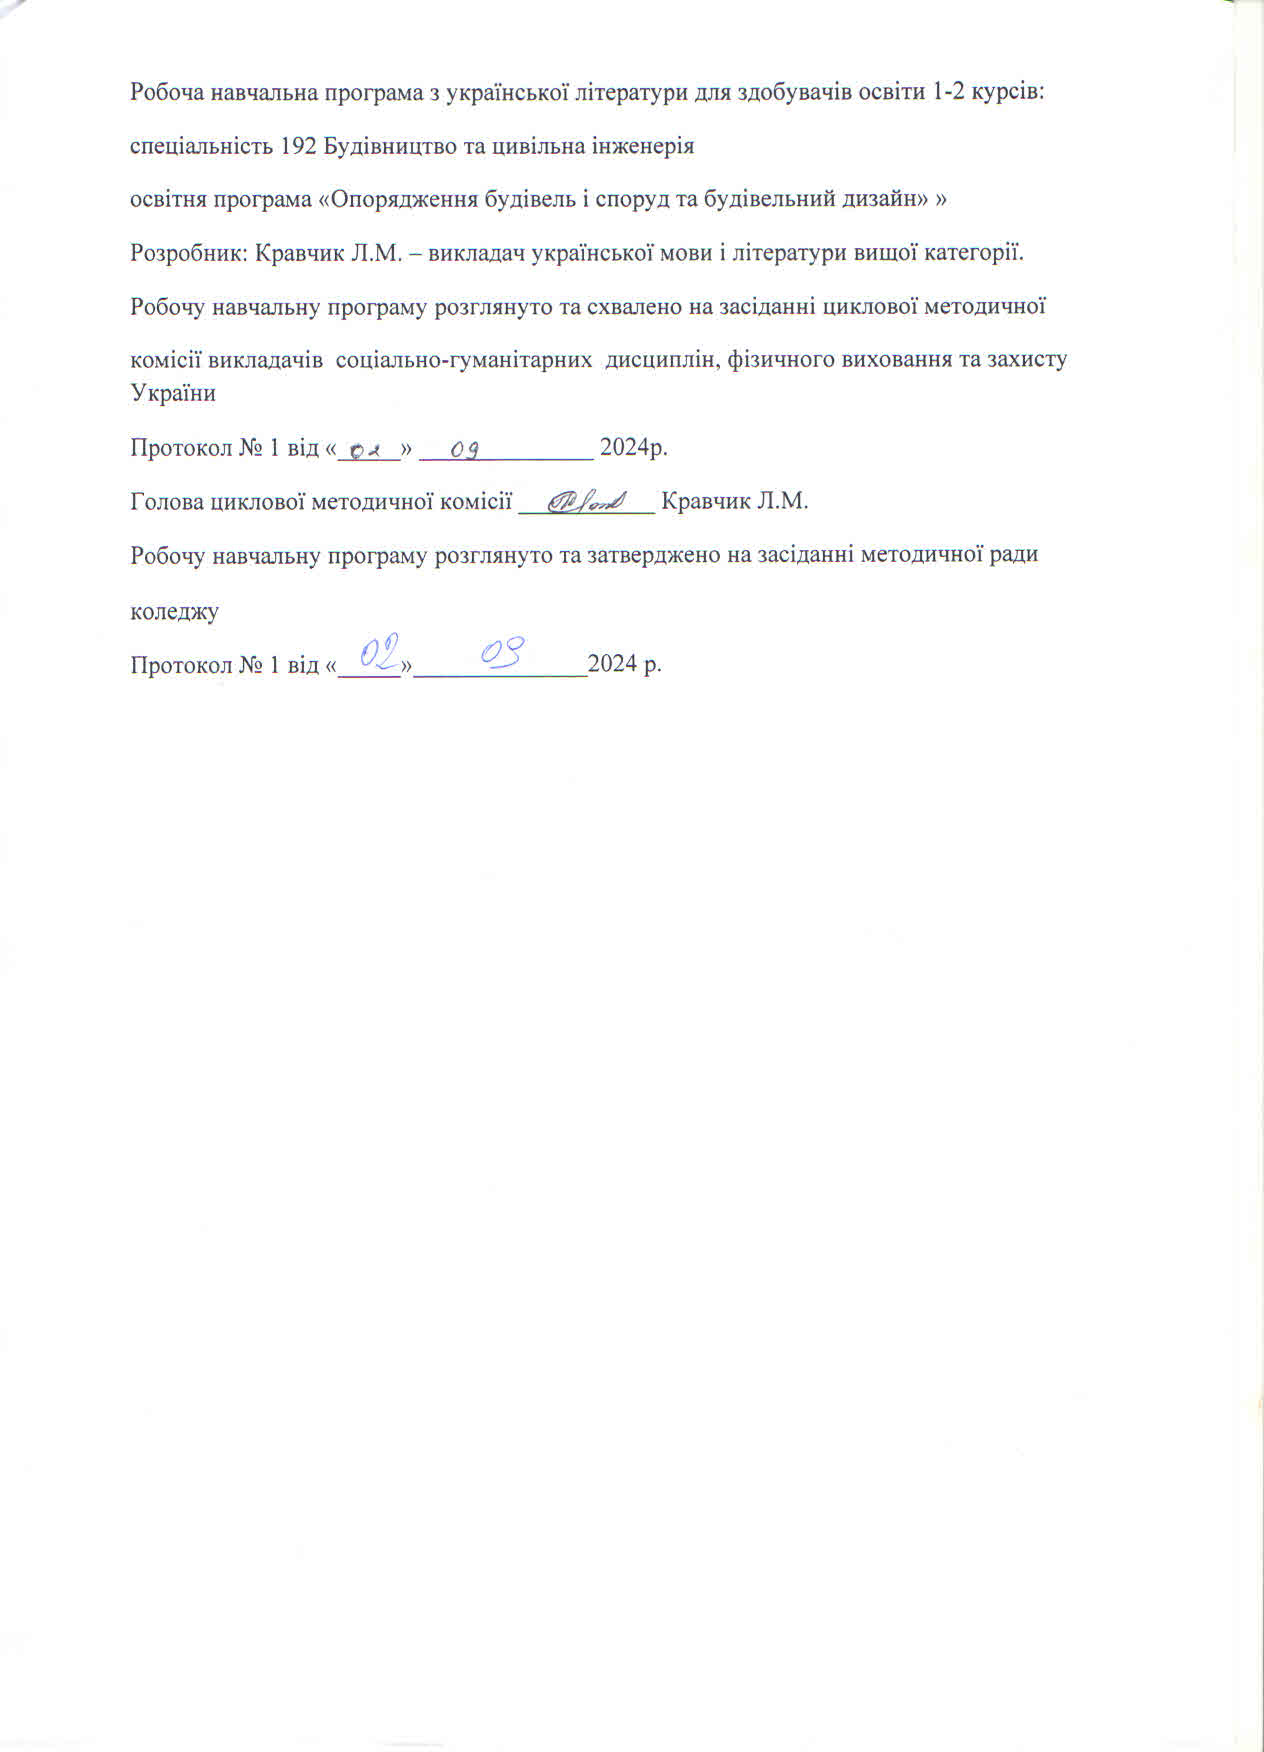 Робоча навчальна програма з української літератури для здобувачів освіти 1-2 курсів:
спеціальність 192 Будівництво та цивільна інженерія
освітня програма «Опорядження будівель і споруд та будівельний дизайн» »
Розробник: Кравчик Л.М. – викладач української мови і літератури вищої категорії.
Робочу навчальну програму розглянуто та схвалено на засіданні циклової методичної
комісії викладачів соціально-гуманітарних дисциплін, фізичного виховання та захисту
України
Протокол № 1 від «_____» 09 2024р.
Голова циклової методичної комісії ___________ Кравчик Л.М.
Робочу навчальну програму розглянуто та затверджено на засіданні методичної ради
коледжу
Протокол № 1 від «02» 09 2024 р.